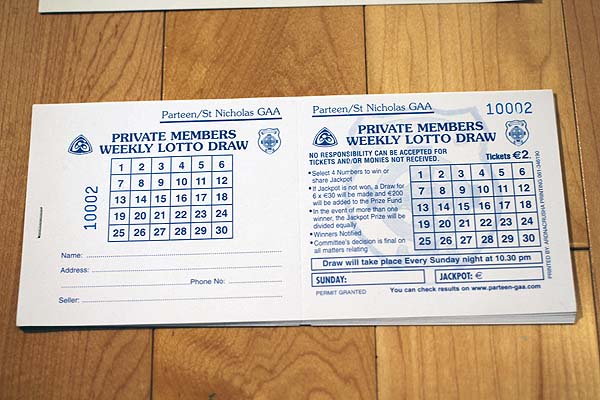 Parteen/St Nicholas GAA
PRIVATE MEMBERS
WEEKLY LOTTO DRAW
10002
1 2 3 4 5 6
7 8 9 10 11 12
13 14 15 16 17 18
19 20 21 22 23 24
25 26 27 28 29 30
Name:
Address:
Phone No:
Seller:
Parteen/St Nicholas GAA
10002
PRIVATE MEMBERS
WEEKLY LOTTO DRAW
NO RESPONSIBILITY CAN BE ACCEPTED FOR
TICKETS AND/OR MONIES NOT RECEIVED.
Tickets €2.
• Select 4 Numbers to win or
share Jackpot
• If Jackpot is not won, a Draw for
6 x €30 will be made and €200
will be added to the Prize Fund
• In the event of more than one
winner, the Jackpot Prize will be
divided equally
• Winners Notified
• Committee's decision is final on
all matters relating
1 2 3 4 5 6
7 8 9 10 11 12
13 14 15 16 17 18
19 20 21 22 23 24
25 26 27 28 29 30
Draw will take place Every Sunday night at 10.30 pm
SUNDAY:
JACKPOT: €
PERMIT GRANTED
You can check results on www.parteen-gaa.com
PRINTED BY: ARDNACRUSHA PRINTING 061-346190